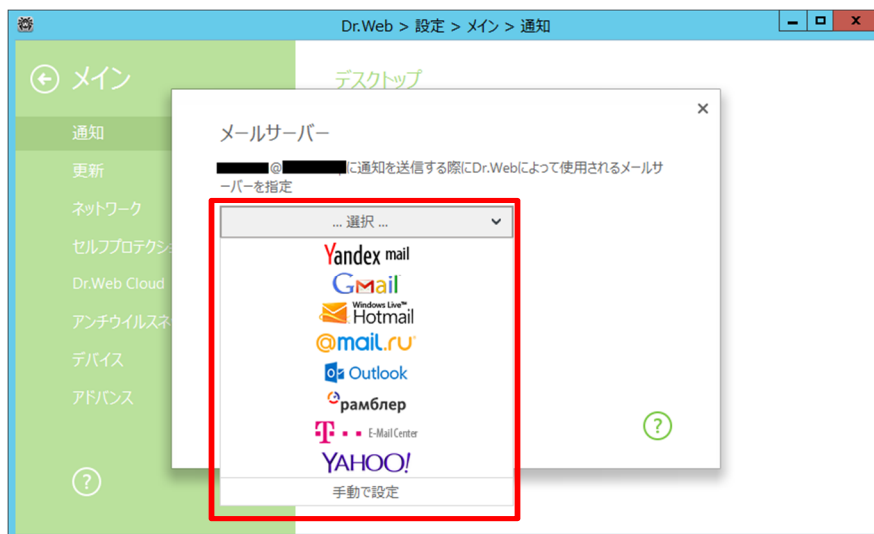 Dr.Web > 設定 > メイン > 通知
メイン
通知
更新
ネットワーク
セルフプロテクショ
Dr.Web Cloud
アンチウイルスネ
デバイス
アドバンス
?
デスクトップ
メールサーバー
@
に通知を送信する際にDr.Webによって使用されるメールサ
ーバーを指定
... 選択 ...
Yandex mail
Gmail
Windows Live™
Hotmail
@mail.ru
Outlook
Рамблер
T E-Mail Center
YAHOO!
手動で設定
?